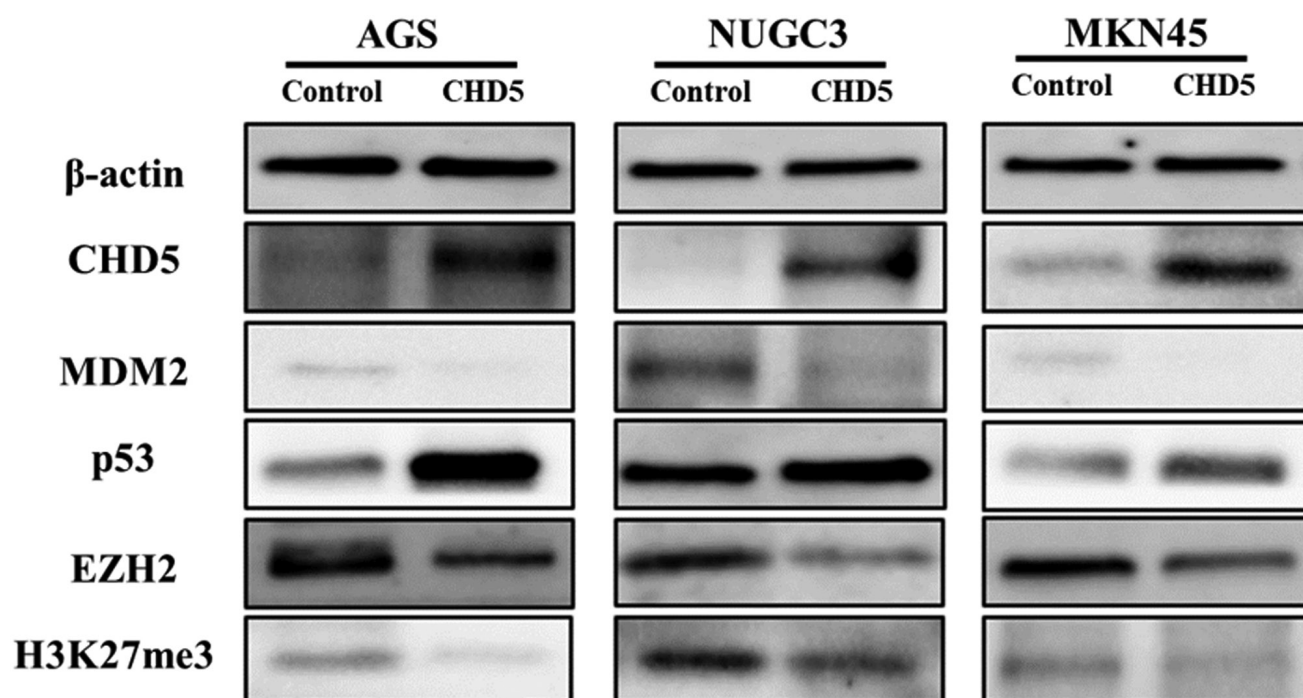 AGS NUGC3 MKN45
Control CHD5 Control CHD5 Control CHD5
β-actin
CHD5
MDM2
p53
EZH2
H3K27me3